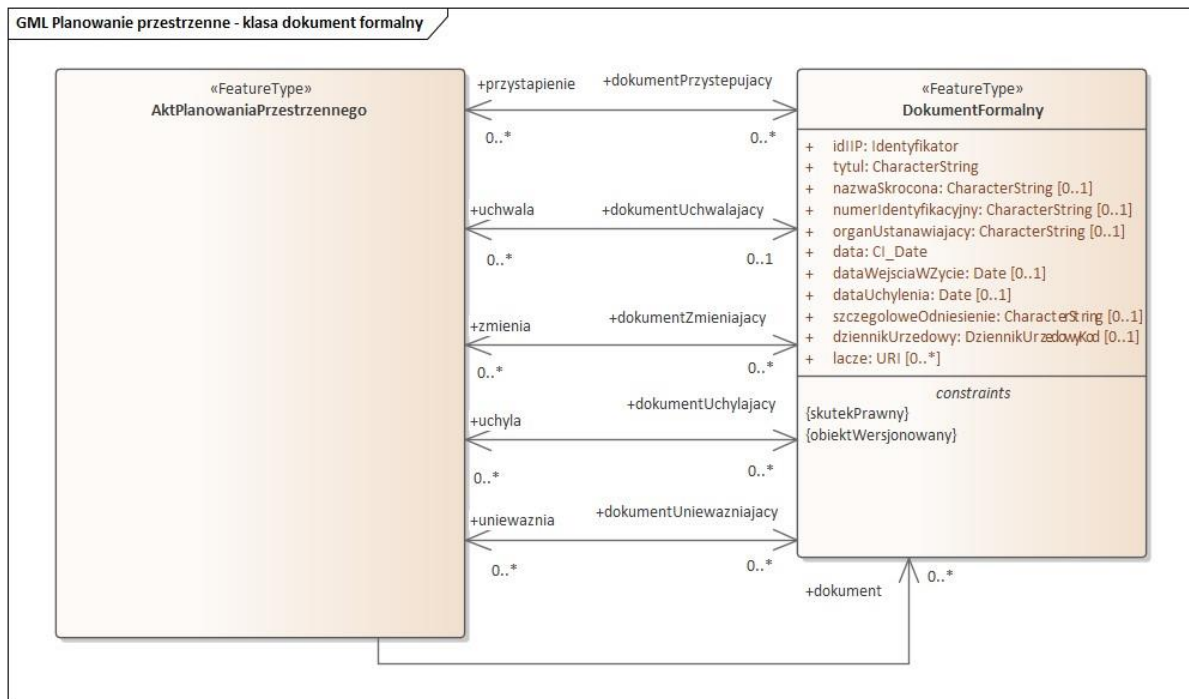 GML Planowanie przestrzenne - klasa dokument formalny
«FeatureType»
AktPlanowaniaPrzestrzennego
+przystapienie
+dokumentPrzystepujacy
0..*
0..*
+uchwala
+dokumentUchwalajacy
0..*
0..1
+zmienia
+dokumentZmieniajacy
0..*
0..*
+uchyla
+dokumentUchylajacy
0..*
0..*
+uniewaznia
+dokumentUniewazniajacy
0..*
0..*
+dokument
0..*
«FeatureType»
DokumentFormalny
+ idIIP: Identyfikator
+ tytul: CharacterString
+ nazwaSkrocona: CharacterString [0..1]
+ numerIdentyfikacyjny: CharacterString [0..1]
+ organUstanawiajacy: CharacterString [0..1]
+ data: CI_Date
+ dataWejsciaWZycie: Date [0..1]
+ dataUchylenia: Date [0..1]
+ szczegoloweOdniesienie: CharacterString [0..1]
+ dziennikUrzedowy: DziennikUrzedowyKod [0..1]
+ lacze: URI [0..*]
constraints
{skutekPrawny}
{obiektWersjonowany}